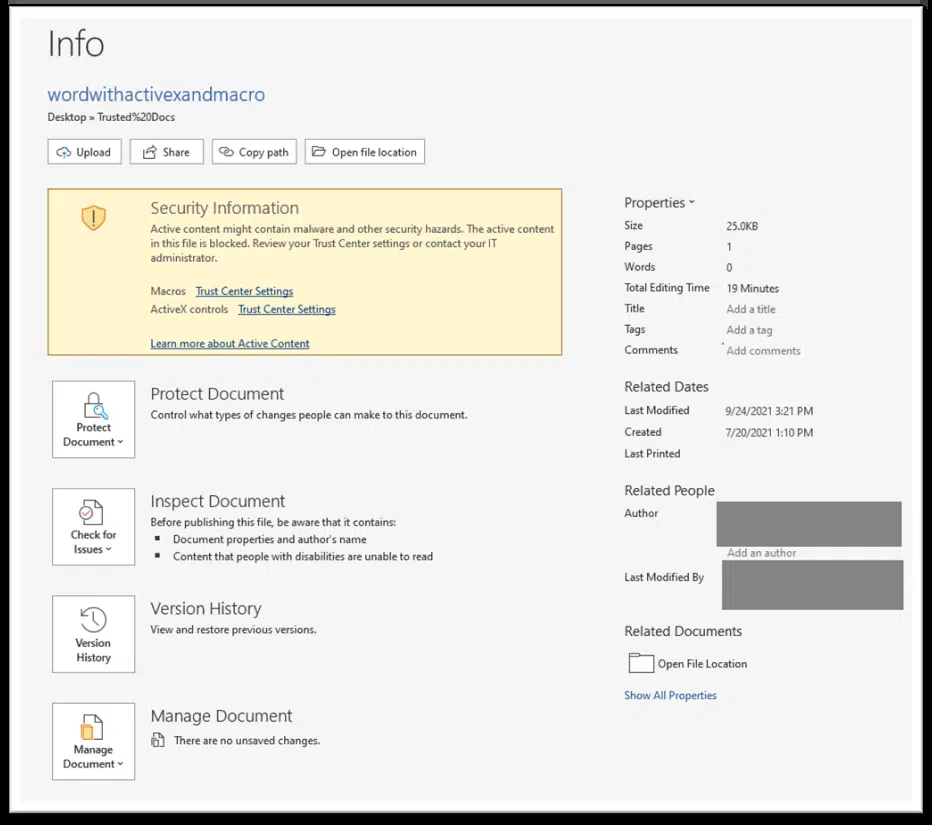 Info
wordwithactivexandmacro
Desktop » Trusted%20Docs
Upload
Share
Copy path
Open file location
Security Information
Active content might contain malware and other security hazards. The active content
in this file is blocked. Review your Trust Center settings or contact your IT
administrator.
Macros Trust Center Settings
ActiveX controls Trust Center Settings
Learn more about Active Content
Protect
Document
Protect Document
Control what types of changes people can make to this document.
Check for
Issues
Inspect Document
Before publishing this file, be aware that it contains:
Document properties and author's name
Content that people with disabilities are unable to read
Version
History
Version History
View and restore previous versions.
Manage
Document
Manage Document
There are no unsaved changes.
Properties
Size 25.0KB
Pages 1
Words 0
Total Editing Time 19 Minutes
Title Add a title
Tags Add a tag
Comments Add comments
Related Dates
Last Modified 9/24/2021 3:21 PM
Created 7/20/2021 1:10 PM
Last Printed
Related People
Author
Add an author
Last Modified By
Related Documents
Open File Location
Show All Properties